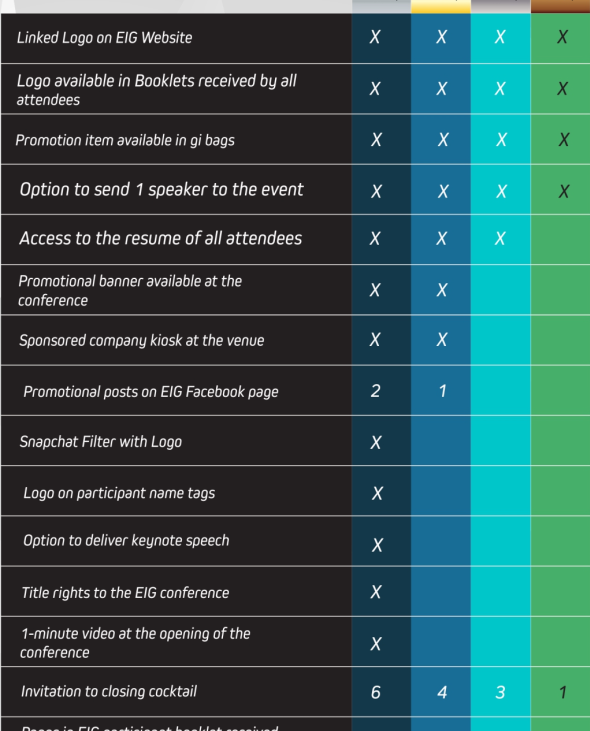 Linked Logo on EIG Website X X X X
Logo available in Booklets received by all
attendees X X X X
Promotion item available in gi bags X X X X
Option to send 1 speaker to the event X X X X
Access to the resume of all attendees X X X
Promotional banner available at the
conference X X
Sponsored company kiosk at the venue X X
Promotional posts on EIG Facebook page 2 1
Snapchat Filter with Logo X
Logo on participant name tags X
Option to deliver keynote speech X
Title rights to the EIG conference X
1-minute video at the opening of the
conference X
Invitation to closing cocktail 6 4 3 1
EIG participant booklet received